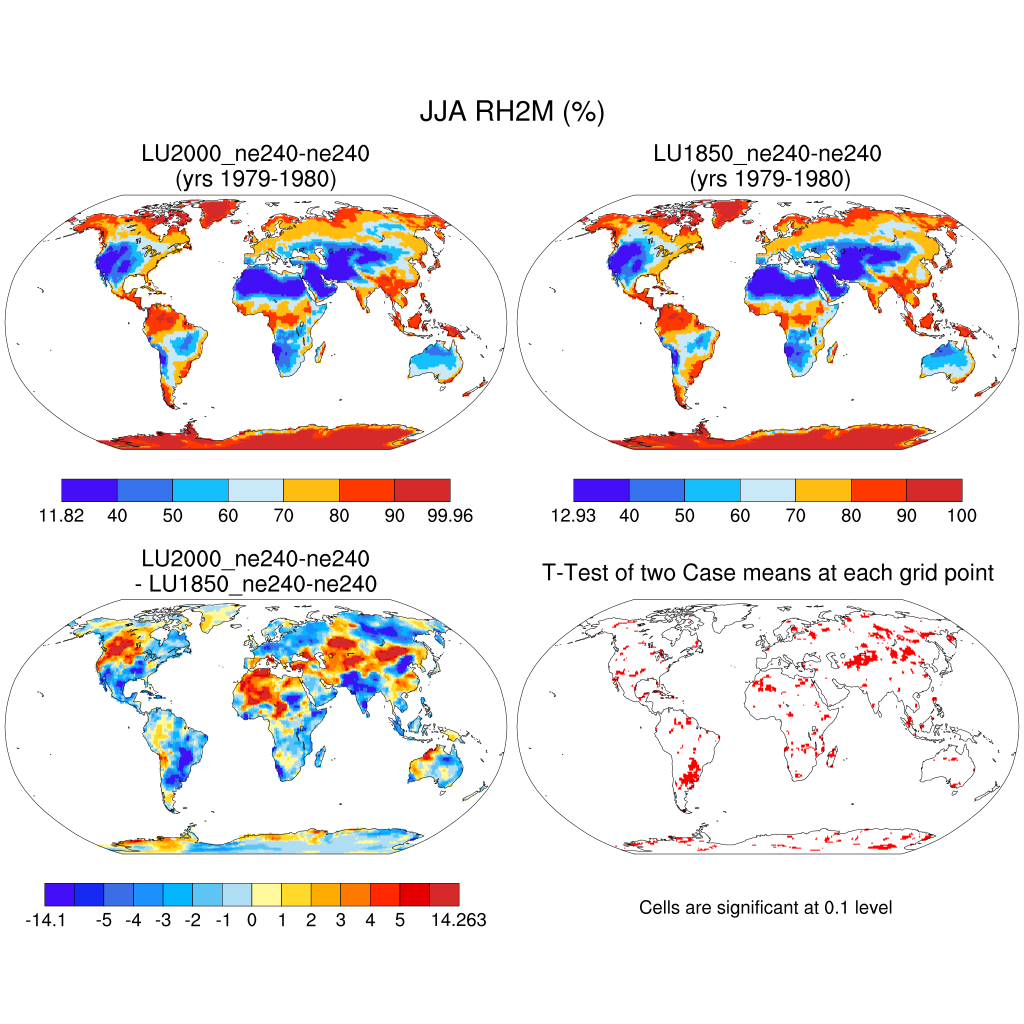 JJA RH2M (%)
LU2000_ne240-ne240
(yrs 1979-1980)
LU1850_ne240-ne240
(yrs 1979-1980)
11.82 40 50 60 70 80 90 99.96
12.93 40 50 60 70 80 90 100
LU2000_ne240-ne240
- LU1850_ne240-ne240
T-Test of two Case means at each grid point
-14.1 -5 -4 -3 -2 -1 0 1 2 3 4 5 14.263
Cells are significant at 0.1 level